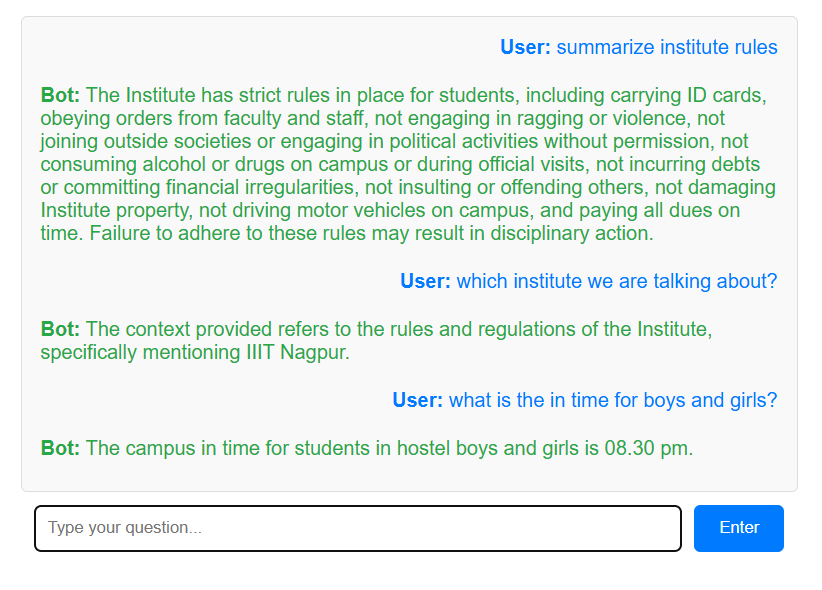 User: summarize institute rules
Bot: The Institute has strict rules in place for students, including carrying ID cards,
obeying orders from faculty and staff, not engaging in ragging or violence, not
joining outside societies or engaging in political activities without permission, not
consuming alcohol or drugs on campus or during official visits, not incurring debts
or committing financial irregularities, not insulting or offending others, not damaging
Institute property, not driving motor vehicles on campus, and paying all dues on
time. Failure to adhere to these rules may result in disciplinary action.
User: which institute we are talking about?
Bot: The context provided refers to the rules and regulations of the Institute,
specifically mentioning IIIT Nagpur.
User: what is the in time for boys and girls?
Bot: The campus in time for students in hostel boys and girls is 08.30 pm.
Type your question...
Enter